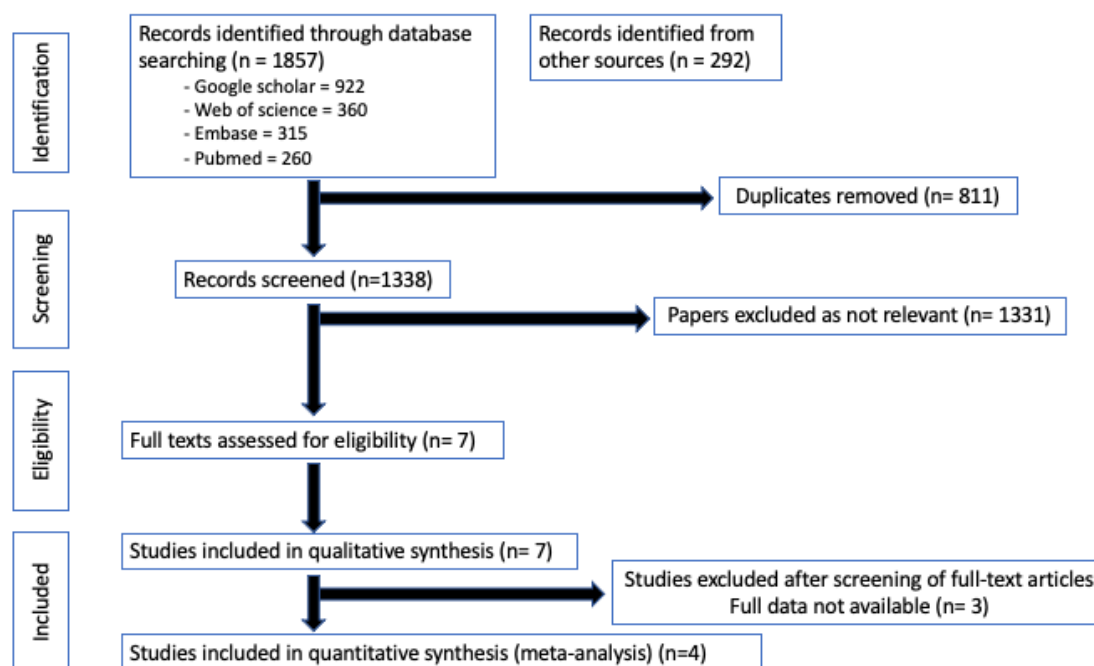 Identification
Records identified through database
searching (n = 1857)
- Google scholar = 922
- Web of science = 360
- Embase = 315
- Pubmed = 260
Records identified from
other sources (n = 292)
Duplicates removed (n= 811)
Screening
Records screened (n=1338)
Papers excluded as not relevant (n= 1331)
Eligibility
Full texts assessed for eligibility (n= 7)
Included
Studies included in qualitative synthesis (n= 7)
Studies excluded after screening of full-text articles
Full data not available (n= 3)
Studies included in quantitative synthesis (meta-analysis) (n=4)